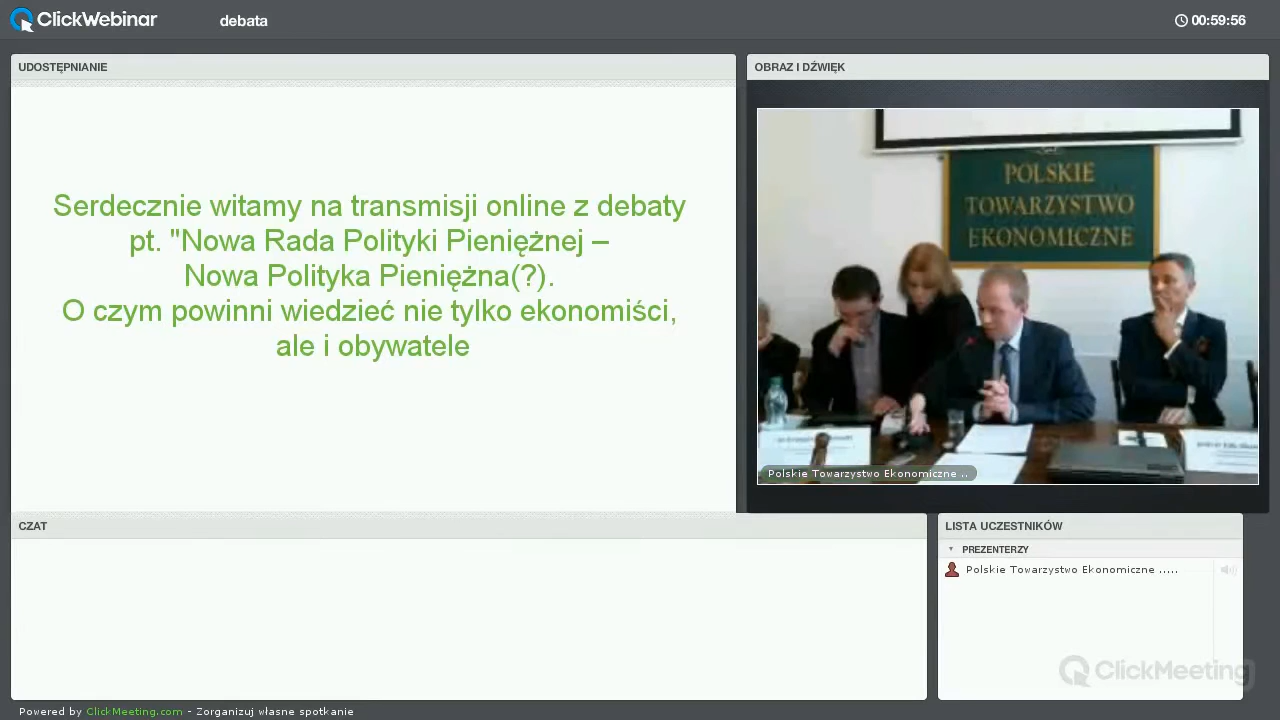 ClickWebinar
debata
00:59:56
UDOSTĘPNIANIE
OBRAZ I DŹWIĘK
Serdecznie witamy na transmisji online z debaty
pt. "Nowa Rada Polityki Pieniężnej –
Nowa Polityka Pieniężna(?).
O czym powinni wiedzieć nie tylko ekonomiści,
ale i obywatele
POLSKIE
TOWARZYSTWO
EKONOMICZNE
Polskie Towarzystwo Ekonomiczne ..
CZAT
LISTA UCZESTNIKÓW
PREZENTERZY
Polskie Towarzystwo Ekonomiczne .....
ClickMeeting
Powered by ClickMeeting.com - Zorganizuj własne spotkanie